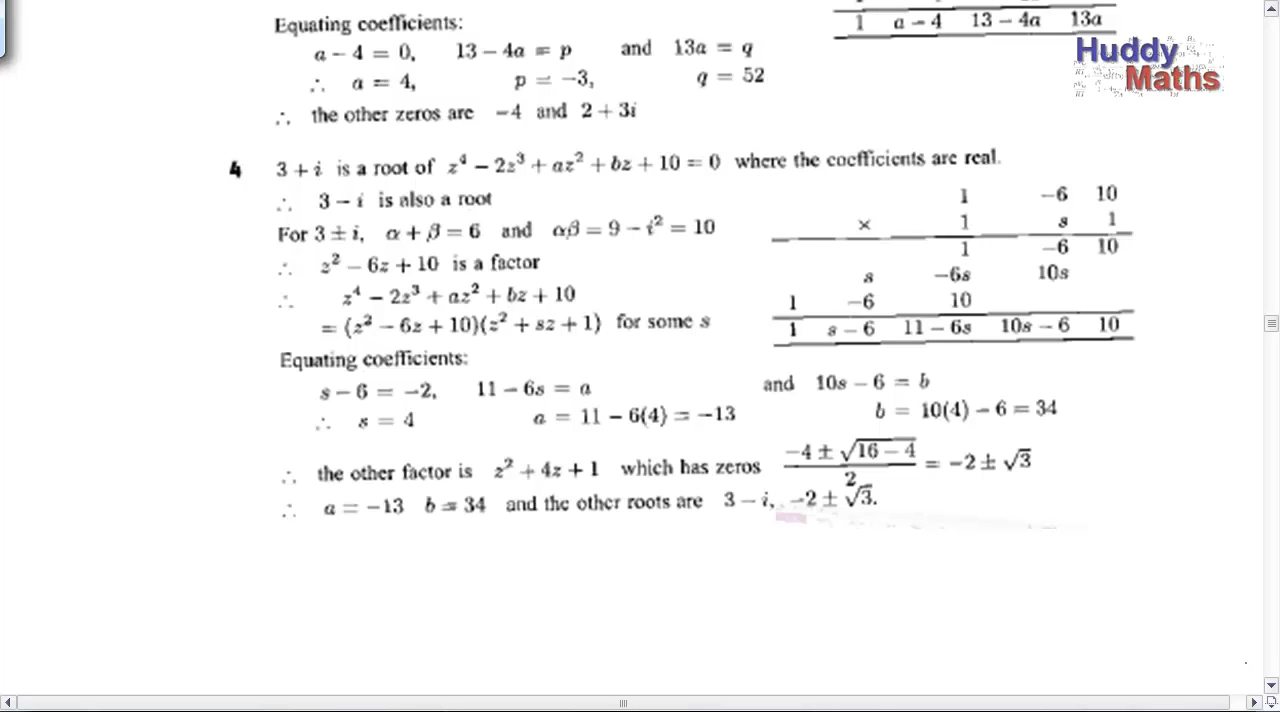 Equating coefficients:
1 a − 4 13 − 4a 13a
a − 4 = 0, 13 − 4a = p and 13a = q
∴ a = 4, p = −3, q = 52
∴ the other zeros are −4 and 2 + 3i
Huddy
Maths
4 3 + i is a root of z⁴ − 2z³ + az² + bz + 10 = 0 where the coefficients are real.
∴ 3 − i is also a root
For 3 ± i, α + β = 6 and αβ = 9 − i² = 10
∴ z² − 6z + 10 is a factor
∴ z⁴ − 2z³ + az² + bz + 10
= (z² − 6z + 10)(z² + sz + 1) for some s
1 −6 10
× 1 s 1
1 −6 10
s −6s 10s
1 −6 10
1 s − 6 11 − 6s 10s − 6 10
Equating coefficients:
s − 6 = −2, 11 − 6s = a and 10s − 6 = b
∴ s = 4 a = 11 − 6(4) = −13 b = 10(4) − 6 = 34
∴ the other factor is z² + 4z + 1 which has zeros (−4 ± √(16 − 4))/2 = −2 ± √3
∴ a = −13 b = 34 and the other roots are 3 − i, −2 ± √3.